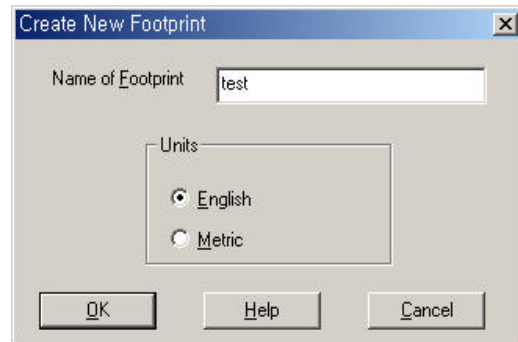 Create New Footprint
Name of Footprint test
Units
English
Metric
OK Help Cancel